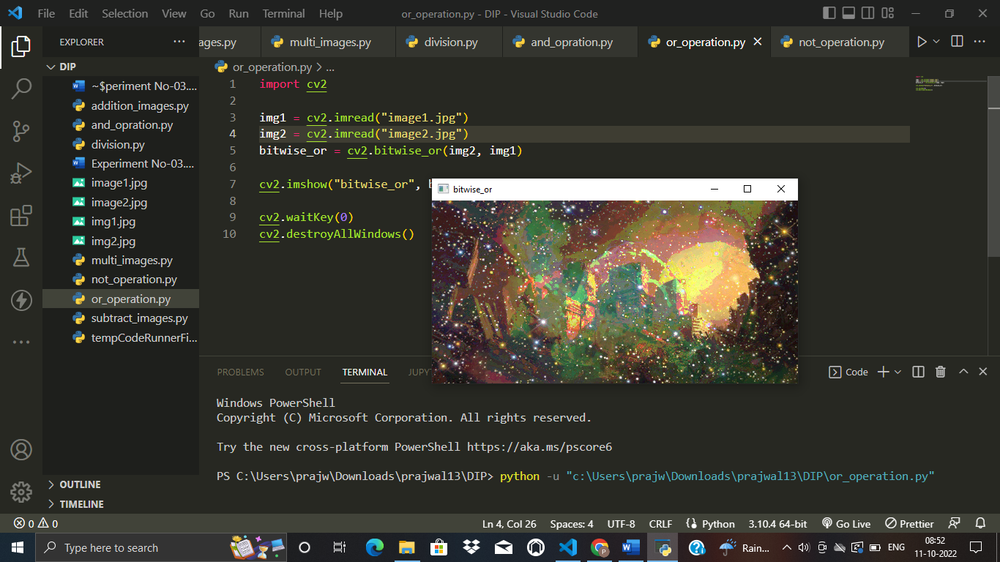 File Edit Selection View Go Run Terminal Help or_operation.py - DIP - Visual Studio Code
EXPLORER
ages.py multi_images.py division.py and_opration.py or_operation.py not_operation.py
DIP
~$periment No-03....
addition_images.py
and_opration.py
division.py
Experiment No-03....
image1.jpg
image2.jpg
img1.jpg
img2.jpg
multi_images.py
not_operation.py
or_operation.py
subtract_images.py
tempCodeRunnerFi...
OUTLINE
TIMELINE
or_operation.py > ...
1 import cv2
2
3 img1 = cv2.imread("image1.jpg")
4 img2 = cv2.imread("image2.jpg")
5 bitwise_or = cv2.bitwise_or(img2, img1)
6
7 cv2.imshow("bitwise_or", b
8
9 cv2.waitKey(0)
10 cv2.destroyAllWindows()
bitwise_or
PROBLEMS OUTPUT TERMINAL JUPYT Code
Windows PowerShell
Copyright (C) Microsoft Corporation. All rights reserved.
Try the new cross-platform PowerShell https://aka.ms/pscore6
PS C:\Users\prajw\Downloads\prajwal13\DIP> python -u "c:\Users\prajw\Downloads\prajwal13\DIP\or_operation.py"
0 0 Ln 4, Col 26 Spaces: 4 UTF-8 CRLF Python 3.10.4 64-bit Go Live Prettier
Type here to search Rain... ENG 08:52
11-10-2022